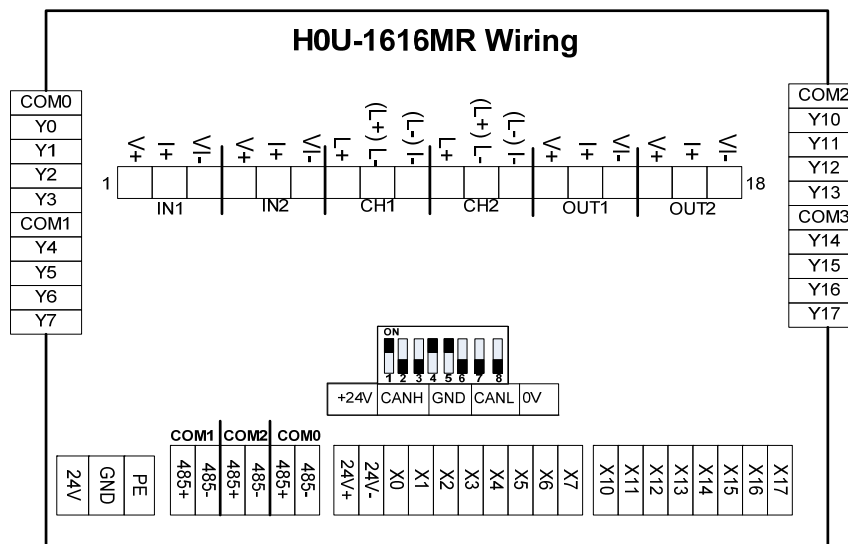 H0U-1616MR Wiring
COM0
Y0
Y1
Y2
Y3
COM1
Y4
Y5
Y6
Y7
COM2
Y10
Y11
Y12
Y13
COM3
Y14
Y15
Y16
Y17
V+ I+ VI- V+ I+ VI- L+ (L+) L- (L-) I- L+ (L+) L- (L-) I- V+ I+ VI- V+ I+ VI-
1 18
IN1 IN2 CH1 CH2 OUT1 OUT2
ON
1 2 3 4 5 6 7 8
+24V CANH GND CANL 0V
COM1 COM2 COM0
24V GND PE
485+ 485- 485+ 485- 485+ 485-
24V+ 24V- X0 X1 X2 X3 X4 X5 X6 X7
X10 X11 X12 X13 X14 X15 X16 X17